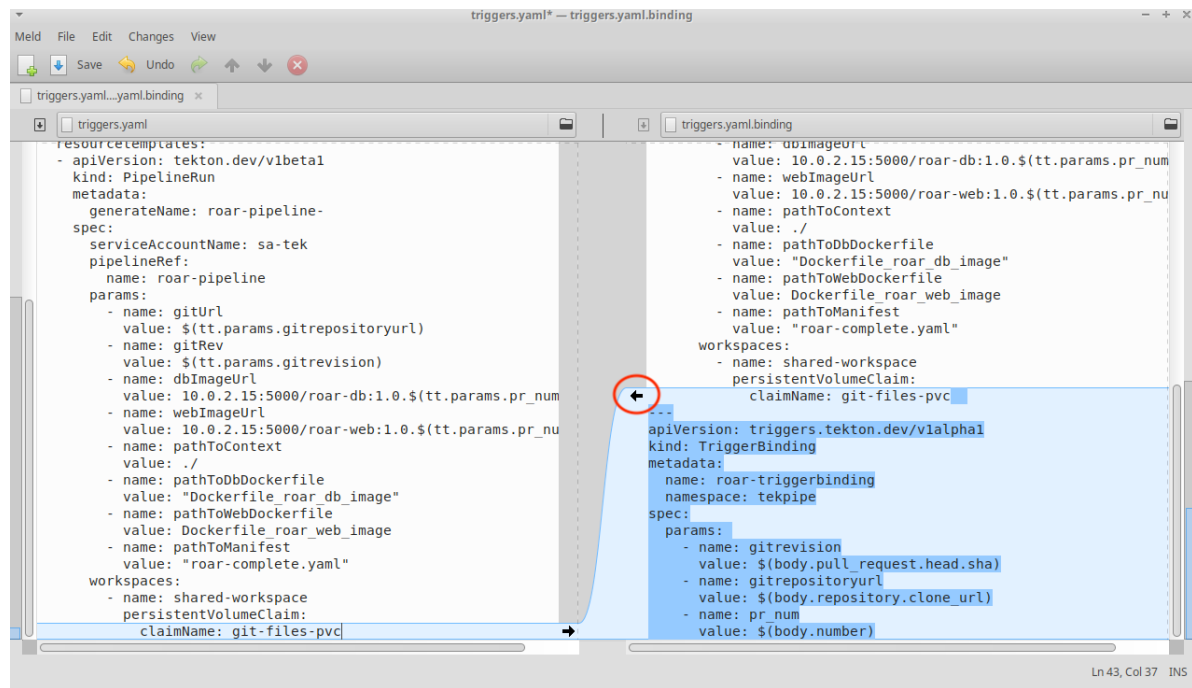 triggers.yaml* — triggers.yaml.binding
Meld File Edit Changes View
Save Undo
triggers.yaml....yaml.binding
triggers.yaml
triggers.yaml.binding
resourcetemplates:
- apiVersion: tekton.dev/v1beta1
kind: PipelineRun
metadata:
generateName: roar-pipeline-
spec:
serviceAccountName: sa-tek
pipelineRef:
name: roar-pipeline
params:
- name: gitUrl
value: $(tt.params.gitrepositoryurl)
- name: gitRev
value: $(tt.params.gitrevision)
- name: dbImageUrl
value: 10.0.2.15:5000/roar-db:1.0.$(tt.params.pr_num
- name: webImageUrl
value: 10.0.2.15:5000/roar-web:1.0.$(tt.params.pr_nu
- name: pathToContext
value: ./
- name: pathToDbDockerfile
value: "Dockerfile_roar_db_image"
- name: pathToWebDockerfile
value: Dockerfile_roar_web_image
- name: pathToManifest
value: "roar-complete.yaml"
workspaces:
- name: shared-workspace
persistentVolumeClaim:
claimName: git-files-pvc
- name: dbImageUrl
value: 10.0.2.15:5000/roar-db:1.0.$(tt.params.pr_num
- name: webImageUrl
value: 10.0.2.15:5000/roar-web:1.0.$(tt.params.pr_nu
- name: pathToContext
value: ./
- name: pathToDbDockerfile
value: "Dockerfile_roar_db_image"
- name: pathToWebDockerfile
value: Dockerfile_roar_web_image
- name: pathToManifest
value: "roar-complete.yaml"
workspaces:
- name: shared-workspace
persistentVolumeClaim:
claimName: git-files-pvc
---
apiVersion: triggers.tekton.dev/v1alpha1
kind: TriggerBinding
metadata:
name: roar-triggerbinding
namespace: tekpipe
spec:
params:
- name: gitrevision
value: $(body.pull_request.head.sha)
- name: gitrepositoryurl
value: $(body.repository.clone_url)
- name: pr_num
value: $(body.number)
Ln 43, Col 37 INS